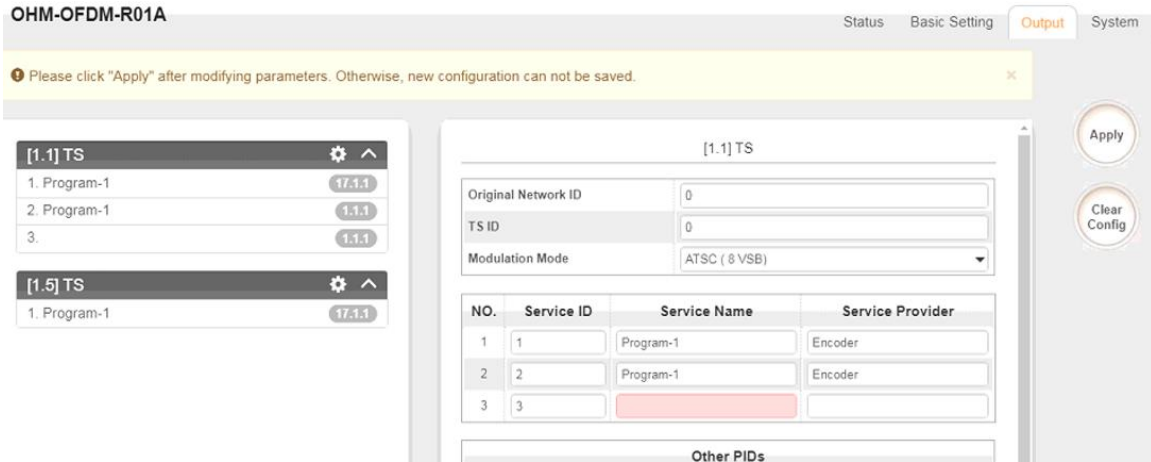 OHM-OFDM-R01A
Status Basic Setting Output System
Please click "Apply" after modifying parameters. Otherwise, new configuration can not be saved.
Apply
Clear
Config
[1.1] TS
1. Program-1 17.1.1
2. Program-1 1.1.1
3. 1.1.1
[1.5] TS
1. Program-1 17.1.1
[1.1] TS
Original Network ID 0
TS ID 0
Modulation Mode ATSC ( 8 VSB)
NO. Service ID Service Name Service Provider
1 1 Program-1 Encoder
2 2 Program-1 Encoder
3 3
Other PIDs